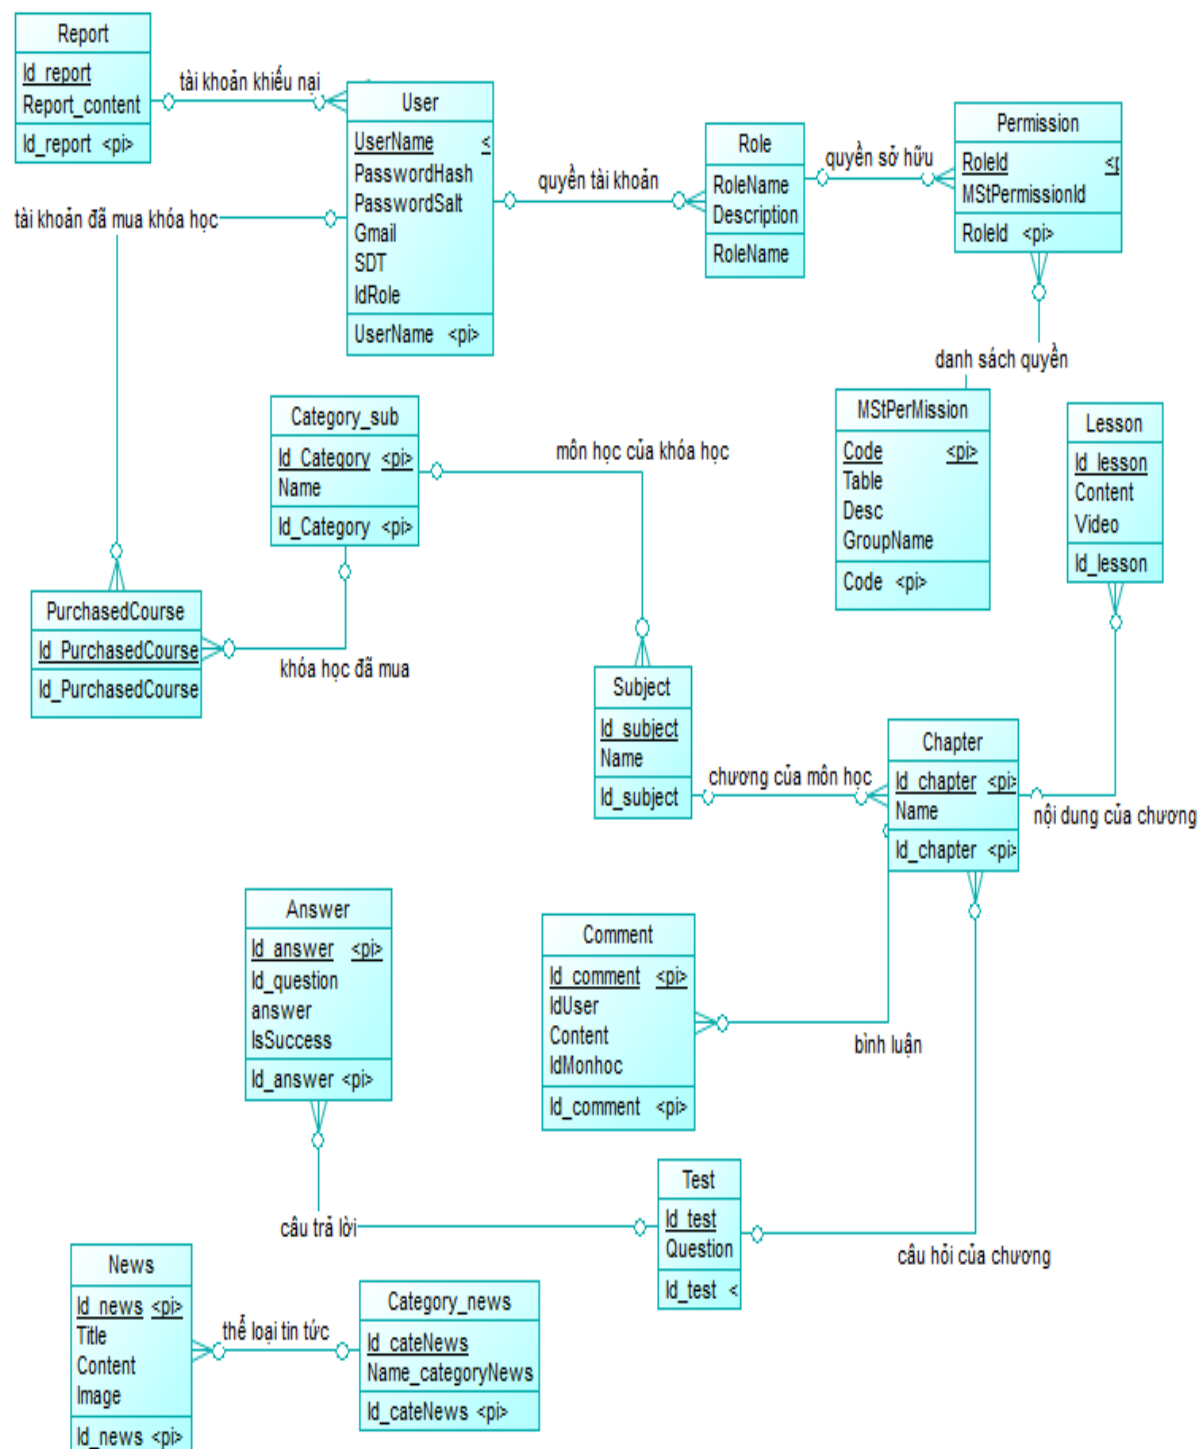 Report
Id_report
Report_content
Id_report <pi>
tài khoản khiếu nại
User
UserName <
PasswordHash
PasswordSalt
Gmail
SDT
IdRole
UserName <pi>
quyền tài khoản
Role
RoleName
Description
RoleName
quyền sở hữu
Permission
RoleId <p
MStPermissionId
RoleId <pi>
tài khoản đã mua khóa học
danh sách quyền
Category_sub
Id_Category <pi>
Name
Id_Category <pi>
môn học của khóa học
MStPerMission
Code <pi>
Table
Desc
GroupName
Code <pi>
Lesson
Id_lesson
Content
Video
Id_lesson
PurchasedCourse
Id_PurchasedCourse
Id_PurchasedCourse
khóa học đã mua
Subject
Id_subject
Name
Id_subject
chương của môn học
Chapter
Id_chapter <pi>
Name
Id_chapter <pi>
nội dung của chương
Answer
Id_answer <pi>
Id_question
answer
IsSuccess
Id_answer <pi>
Comment
Id_comment <pi>
IdUser
Content
IdMonhoc
Id_comment <pi>
bình luận
câu trả lời
Test
Id_test
Question
Id_test <
câu hỏi của chương
News
Id_news <pi>
Title
Content
Image
Id_news <pi>
thể loại tin tức
Category_news
Id_cateNews
Name_categoryNews
Id_cateNews <pi>